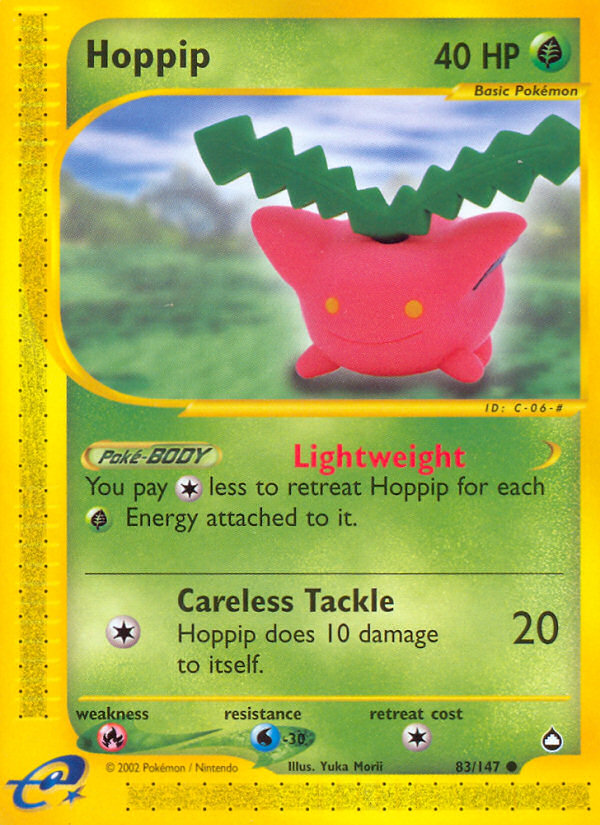 Hoppip 40 HP
Basic Pokémon
ID: C-06-#
Poké-BODY Lightweight
You pay less to retreat Hoppip for each
Energy attached to it.
Careless Tackle
Hoppip does 10 damage
to itself.
20
weakness resistance retreat cost
-30
© 2002 Pokémon / Nintendo Illus. Yuka Morii 83/147
e